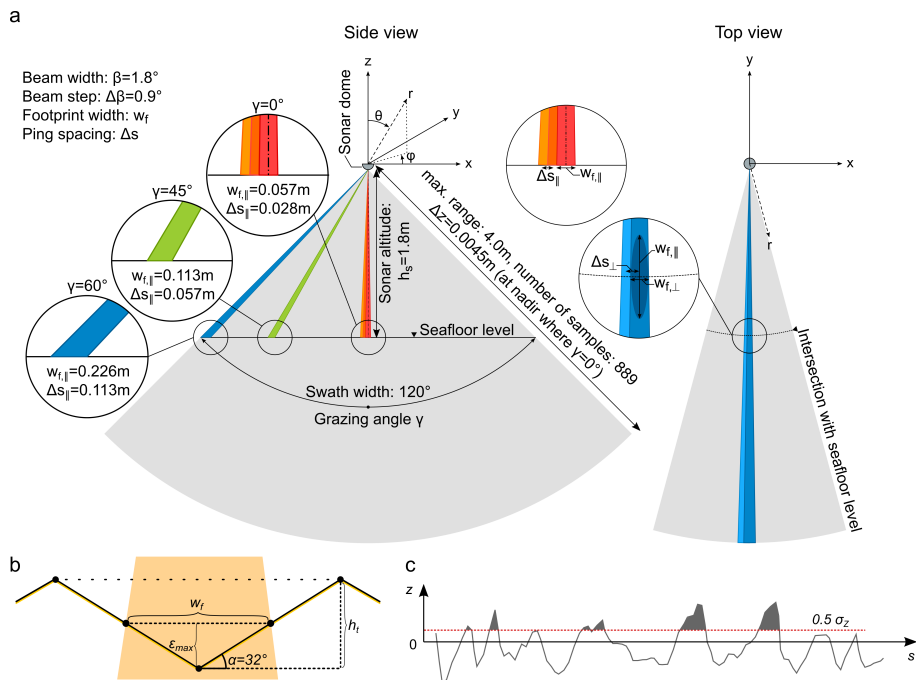 a
Side view
Top view
Beam width: β=1.8°
Beam step: Δβ=0.9°
Footprint width: wf
Ping spacing: Δs
z
r
θ
y
φ
x
Sonar dome
γ=0°
wf,∥=0.057m
Δs∥=0.028m
γ=45°
wf,∥=0.113m
Δs∥=0.057m
γ=60°
wf,∥=0.226m
Δs∥=0.113m
Sonar altitude:
hs=1.8m
max. range: 4.0m, number of samples: 889
Δz=0.0045m (at nadir where γ=0°)
Seafloor level
Swath width: 120°
Grazing angle γ
Δs∥
wf,∥
y
x
r
Δs⊥
wf,∥
wf,⊥
Intersection with seafloor level
b
wf
εmax
α=32°
ht
c
z
0.5 σz
0
s